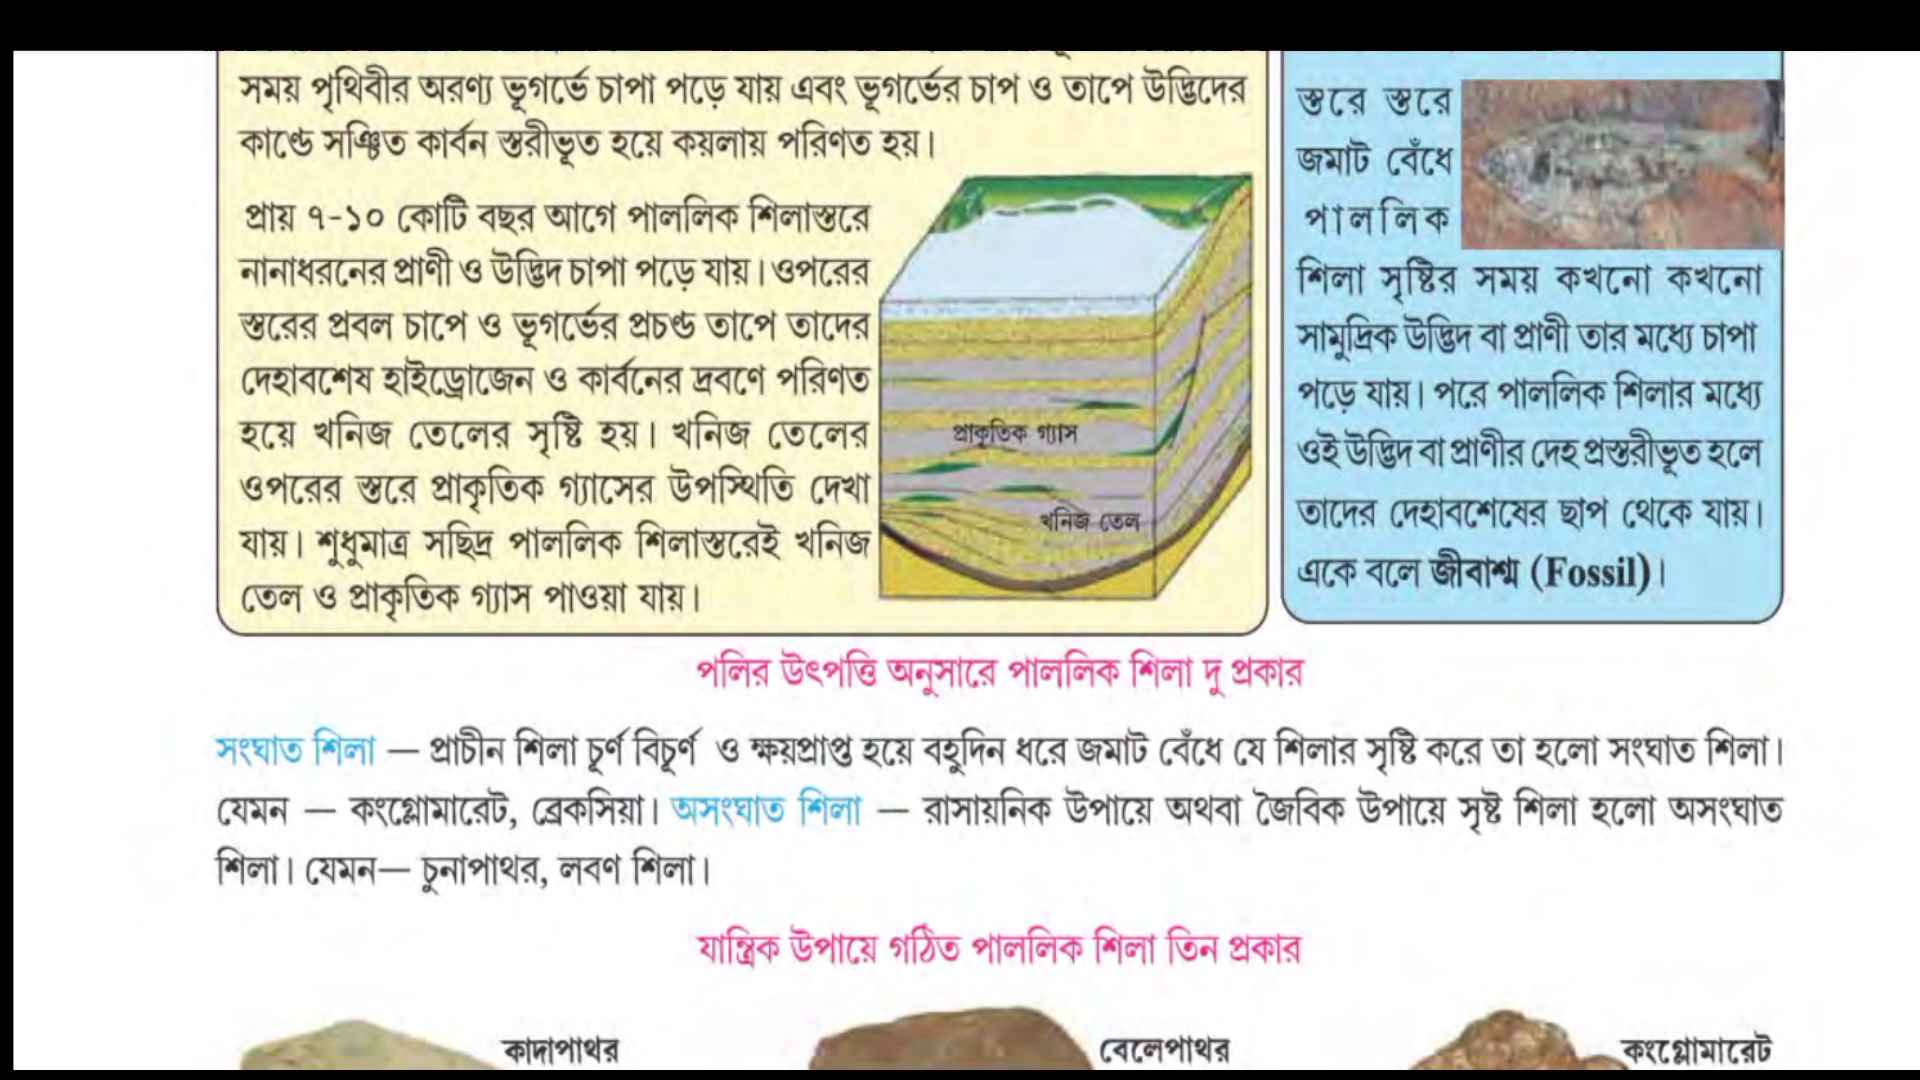 সময় পৃথিবীর অরণ্য ভূগর্ভে চাপা পড়ে যায় এবং ভূগর্ভের চাপ ও তাপে উদ্ভিদের
কাণ্ডে সঞ্চিত কার্বন স্তরীভূত হয়ে কয়লায় পরিণত হয়।
প্রায় ৭-১০ কোটি বছর আগে পাললিক শিলাস্তরে
নানাধরনের প্রাণী ও উদ্ভিদ চাপা পড়ে যায়। ওপরের
স্তরের প্রবল চাপে ও ভূগর্ভের প্রচণ্ড তাপে তাদের
দেহাবশেষ হাইড্রোজেন ও কার্বনের দ্রবণে পরিণত
হয়ে খনিজ তেলের সৃষ্টি হয়। খনিজ তেলের
ওপরের স্তরে প্রাকৃতিক গ্যাসের উপস্থিতি দেখা
যায়। শুধুমাত্র সছিদ্র পাললিক শিলাস্তরেই খনিজ
তেল ও প্রাকৃতিক গ্যাস পাওয়া যায়।
প্রাকৃতিক গ্যাস
খনিজ তেল
স্তরে স্তরে
জমাট বেঁধে
পাললিক
শিলা সৃষ্টির সময় কখনো কখনো
সামুদ্রিক উদ্ভিদ বা প্রাণী তার মধ্যে চাপা
পড়ে যায়। পরে পাললিক শিলার মধ্যে
ওই উদ্ভিদ বা প্রাণীর দেহ প্রস্তরীভূত হলে
তাদের দেহাবশেষের ছাপ থেকে যায়।
একে বলে জীবাশ্ম (Fossil)।
পলির উৎপত্তি অনুসারে পাললিক শিলা দু প্রকার
সংঘাত শিলা — প্রাচীন শিলা চূর্ণ বিচূর্ণ ও ক্ষয়প্রাপ্ত হয়ে বহুদিন ধরে জমাট বেঁধে যে শিলার সৃষ্টি করে তা হলো সংঘাত শিলা।
যেমন — কংগ্লোমারেট, ব্রেকসিয়া। অসংঘাত শিলা — রাসায়নিক উপায়ে অথবা জৈবিক উপায়ে সৃষ্ট শিলা হলো অসংঘাত
শিলা। যেমন— চুনাপাথর, লবণ শিলা।
যান্ত্রিক উপায়ে গঠিত পাললিক শিলা তিন প্রকার
কাদাপাথর
বেলেপাথর
কংগ্লোমারেট